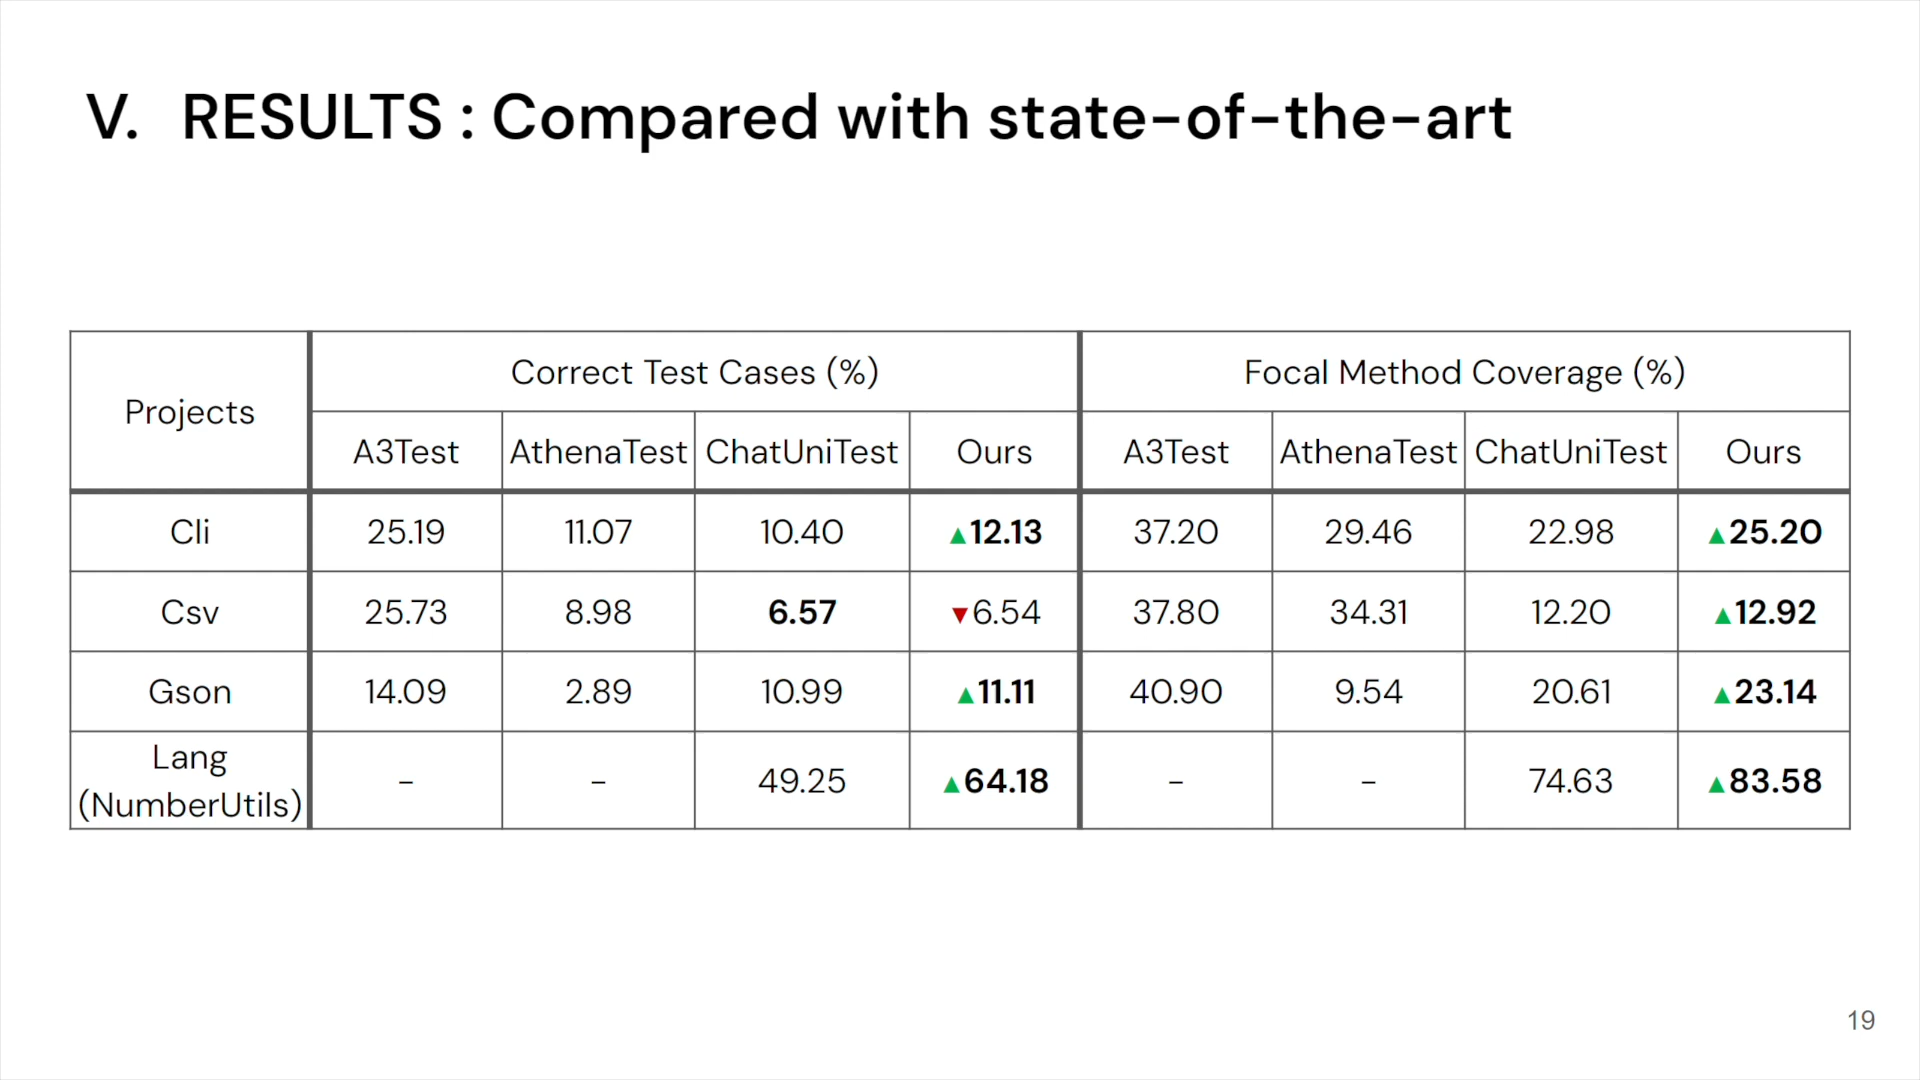 V. RESULTS : Compared with state-of-the-art
Projects
Correct Test Cases (%)
Focal Method Coverage (%)
A3Test AthenaTest ChatUniTest Ours A3Test AthenaTest ChatUniTest Ours
Cli 25.19 11.07 10.40 ▲12.13 37.20 29.46 22.98 ▲25.20
Csv 25.73 8.98 6.57 ▼6.54 37.80 34.31 12.20 ▲12.92
Gson 14.09 2.89 10.99 ▲11.11 40.90 9.54 20.61 ▲23.14
Lang
(NumberUtils) - - 49.25 ▲64.18 - - 74.63 ▲83.58
19